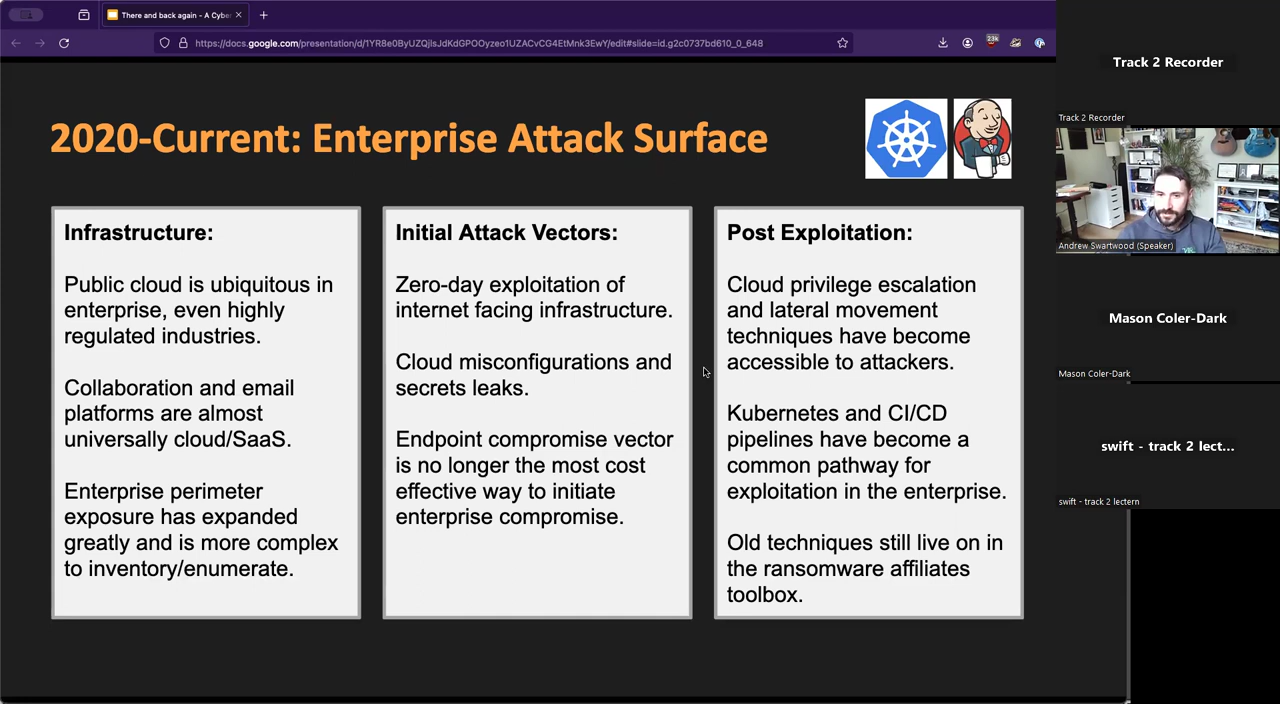 There and back again - A Cyber
https://docs.google.com/presentation/d/1YR8e0ByUZQjlsJdKdGPOOyzeo1UZACvCG4EtMnk3EwY/edit#slide=id.g2c0737bd610_0_648
23k
2020-Current: Enterprise Attack Surface
Infrastructure:
Public cloud is ubiquitous in
enterprise, even highly
regulated industries.
Collaboration and email
platforms are almost
universally cloud/SaaS.
Enterprise perimeter
exposure has expanded
greatly and is more complex
to inventory/enumerate.
Initial Attack Vectors:
Zero-day exploitation of
internet facing infrastructure.
Cloud misconfigurations and
secrets leaks.
Endpoint compromise vector
is no longer the most cost
effective way to initiate
enterprise compromise.
Post Exploitation:
Cloud privilege escalation
and lateral movement
techniques have become
accessible to attackers.
Kubernetes and CI/CD
pipelines have become a
common pathway for
exploitation in the enterprise.
Old techniques still live on in
the ransomware affiliates
toolbox.
Track 2 Recorder
Track 2 Recorder
Andrew Swartwood (Speaker)
Mason Coler-Dark
Mason Coler-Dark
swift - track 2 lect...
swift - track 2 lectern